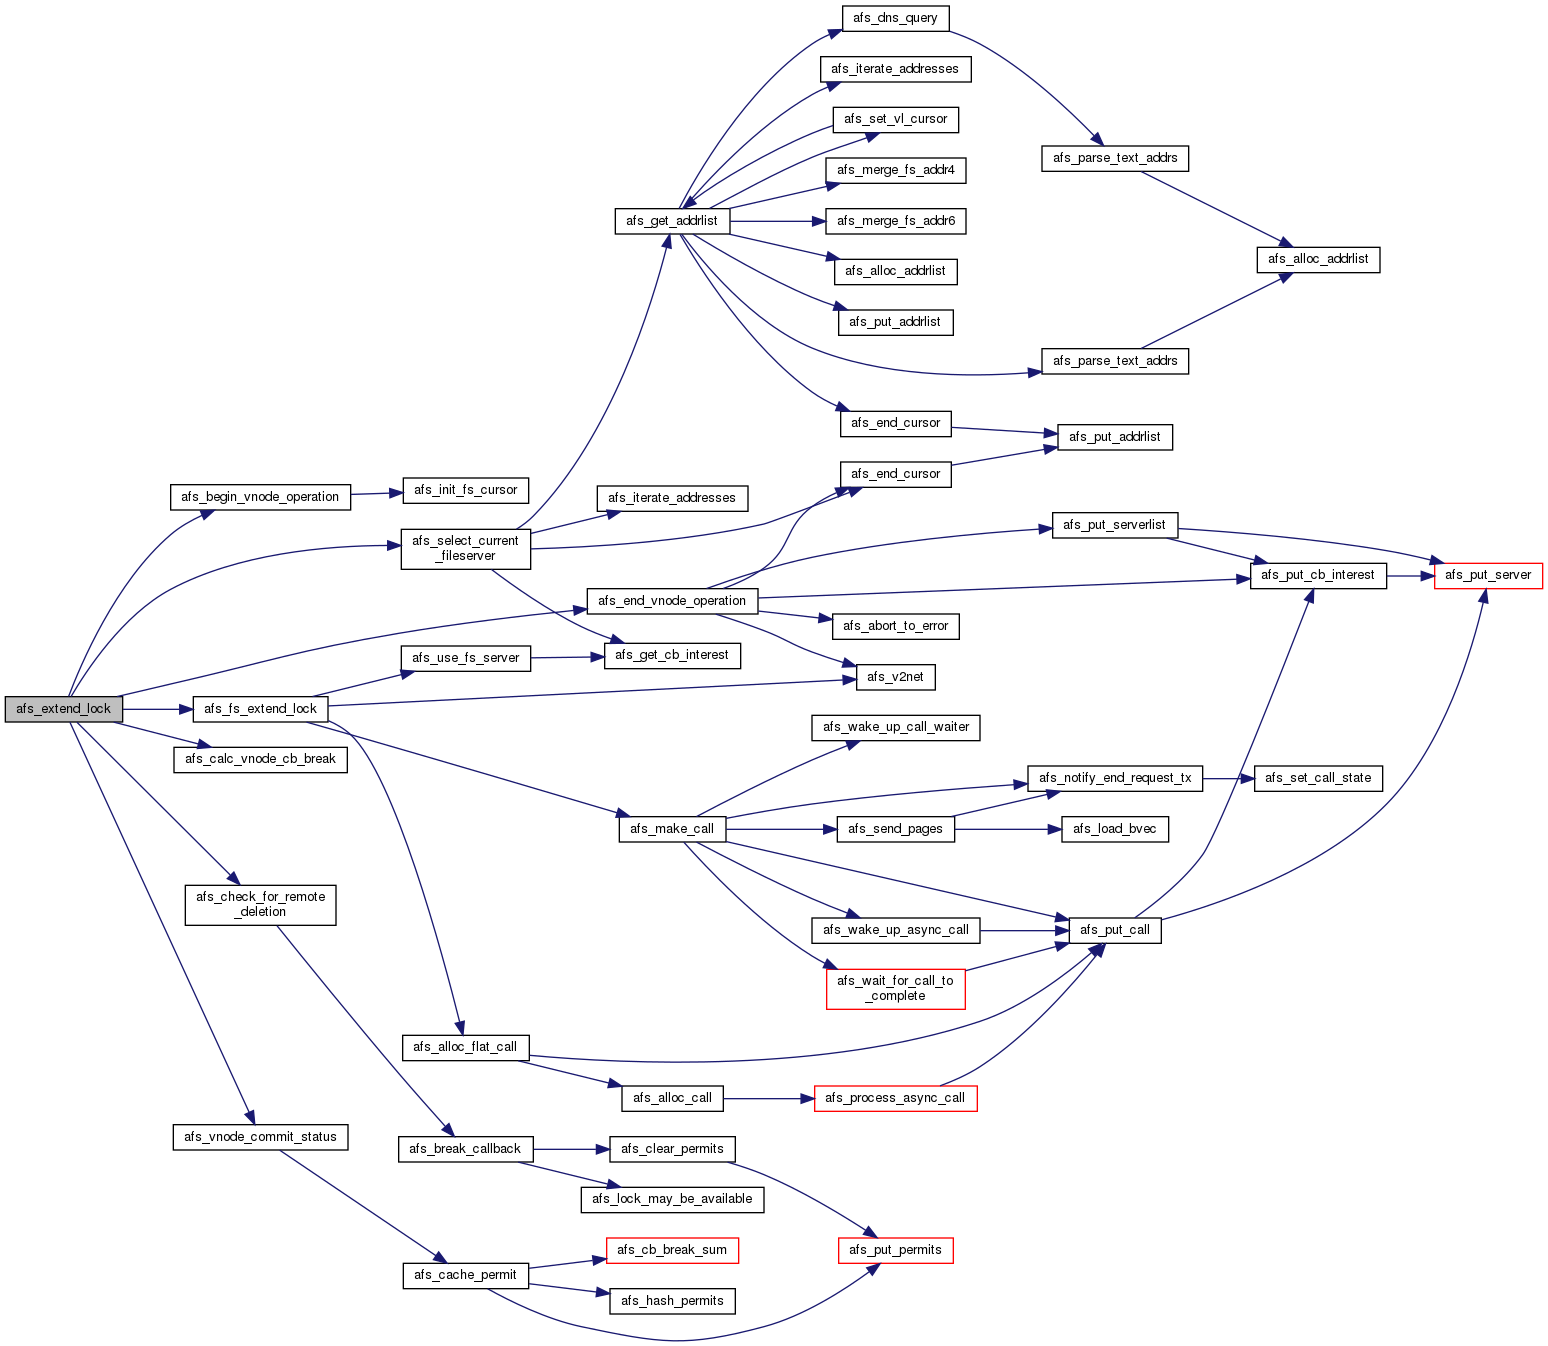 afs_dns_query
afs_iterate_addresses
afs_set_vl_cursor
afs_parse_text_addrs
afs_merge_fs_addr4
afs_get_addrlist
afs_merge_fs_addr6
afs_alloc_addrlist
afs_alloc_addrlist
afs_put_addrlist
afs_parse_text_addrs
afs_end_cursor
afs_put_addrlist
afs_end_cursor
afs_begin_vnode_operation
afs_init_fs_cursor
afs_iterate_addresses
afs_put_serverlist
afs_select_current
_fileserver
afs_put_cb_interest
afs_put_server
afs_end_vnode_operation
afs_abort_to_error
afs_use_fs_server
afs_get_cb_interest
afs_v2net
afs_extend_lock
afs_fs_extend_lock
afs_wake_up_call_waiter
afs_calc_vnode_cb_break
afs_notify_end_request_tx
afs_set_call_state
afs_make_call
afs_send_pages
afs_load_bvec
afs_check_for_remote
_deletion
afs_wake_up_async_call
afs_put_call
afs_wait_for_call_to
_complete
afs_alloc_flat_call
afs_alloc_call
afs_process_async_call
afs_vnode_commit_status
afs_break_callback
afs_clear_permits
afs_lock_may_be_available
afs_cb_break_sum
afs_put_permits
afs_cache_permit
afs_hash_permits